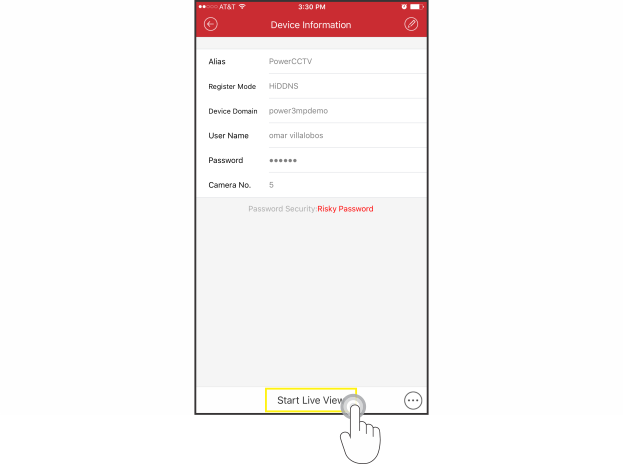 AT&T 3:30 PM
Device Information
Alias PowerCCTV
Register Mode HiDDNS
Device Domain power3mpdemo
User Name omar villalobos
Password ••••••
Camera No. 5
Password Security:Risky Password
Start Live View